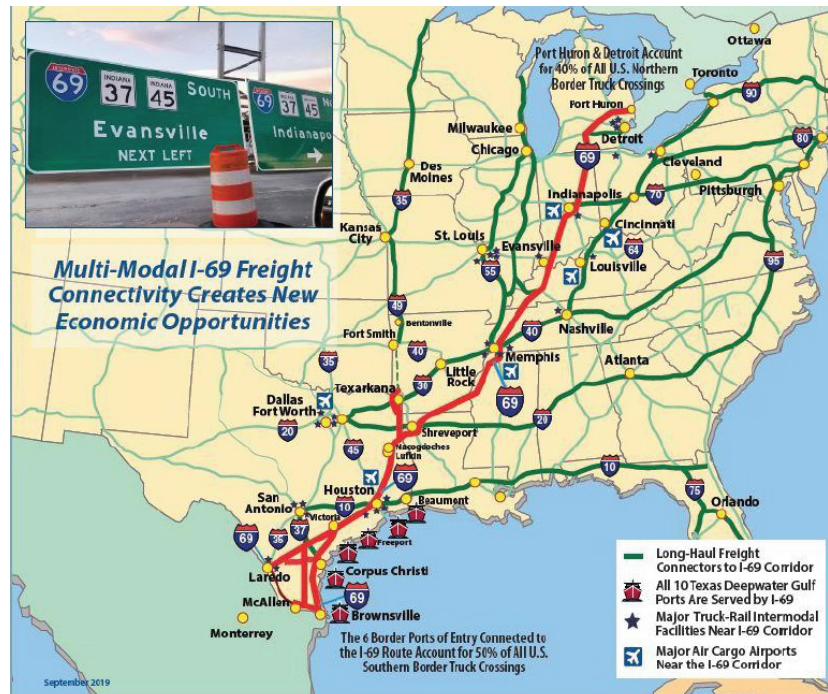 INTERSTATE
69
INDIANA
37
INDIANA
45
SOUTH
Evansville
NEXT LEFT
69
37
45
Indianapo
Multi-Modal I-69 Freight
Connectivity Creates New
Economic Opportunities
Port Huron & Detroit Account
for 40% of All U.S. Northern
Border Truck Crossings
Ottawa
Toronto
Port Huron
90
Milwaukee
Chicago
Detroit
80
Des
Moines
69
Cleveland
35
Indianapolis
70
Pittsburgh
Kansas
City
St. Louis
Evansville
Cincinnati
64
55
Louisville
95
49
Bentonville
Nashville
Fort Smith
40
40
Memphis
35
Little
Rock
Atlanta
Texarkana
30
69
Dallas
Fort Worth
20
20
Shreveport
45
Nacogdoches
Lufkin
69
10
Houston
Beaumont
75
San
Antonio
10
Victoria
Orlando
Freeport
69
35
37
Laredo
Corpus Christi
McAllen
69
Brownsville
Monterrey
The 6 Border Ports of Entry Connected to
the I-69 Route Account for 50% of All U.S.
Southern Border Truck Crossings
Long-Haul Freight
Connectors to I-69 Corridor
All 10 Texas Deepwater Gulf
Ports Are Served by I-69
Major Truck-Rail Intermodal
Facilities Near I-69 Corridor
Major Air Cargo Airports
Near the I-69 Corridor
September 2019